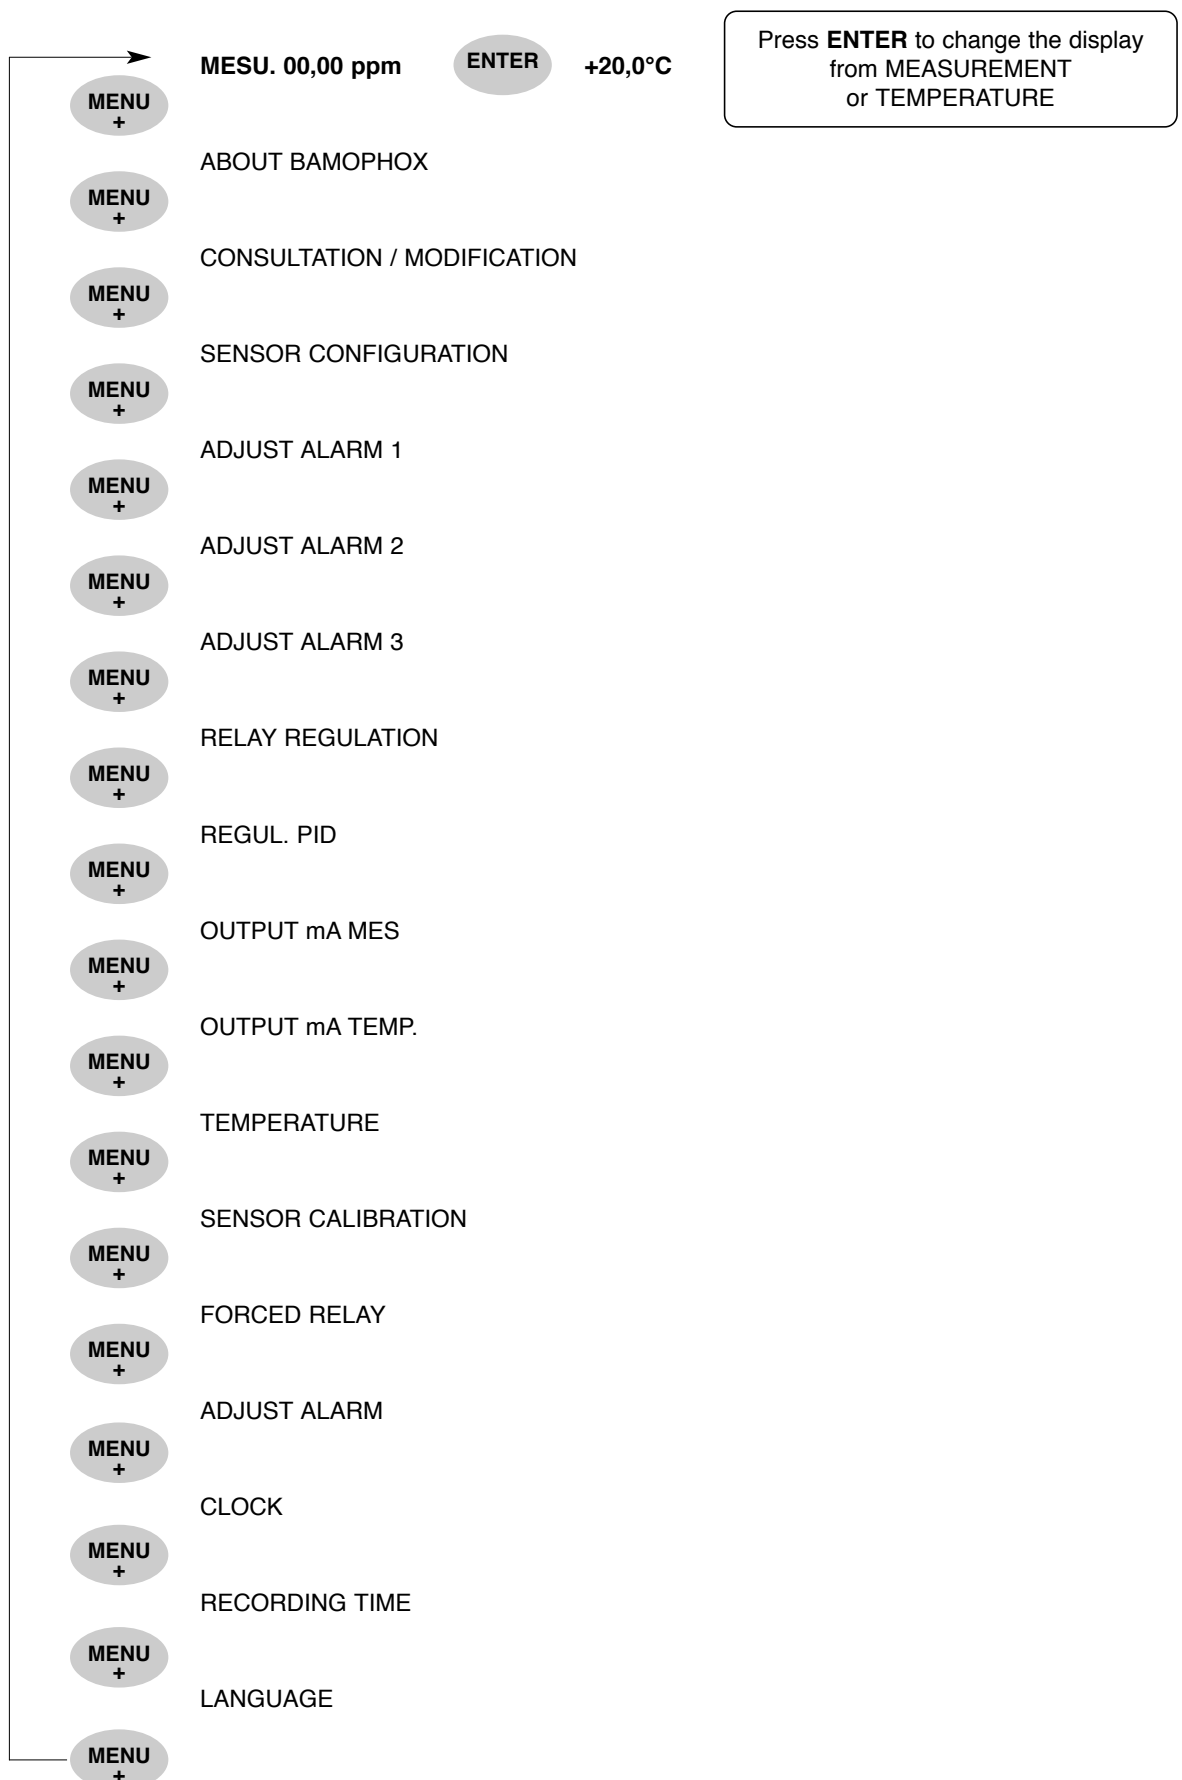 MESU. 00,00 ppm ENTER +20,0°C
Press ENTER to change the display
from MEASUREMENT
or TEMPERATURE
MENU
+
ABOUT BAMOPHOX
MENU
+
CONSULTATION / MODIFICATION
MENU
+
SENSOR CONFIGURATION
MENU
+
ADJUST ALARM 1
MENU
+
ADJUST ALARM 2
MENU
+
ADJUST ALARM 3
MENU
+
RELAY REGULATION
MENU
+
REGUL. PID
MENU
+
OUTPUT mA MES
MENU
+
OUTPUT mA TEMP.
MENU
+
TEMPERATURE
MENU
+
SENSOR CALIBRATION
MENU
+
FORCED RELAY
MENU
+
ADJUST ALARM
MENU
+
CLOCK
MENU
+
RECORDING TIME
MENU
+
LANGUAGE
MENU
+